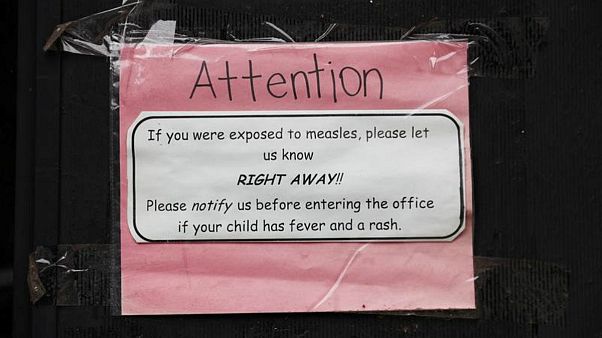 Attention
If you were exposed to measles, please let
us know
RIGHT AWAY!!
Please notify us before entering the office
if your child has fever and a rash.